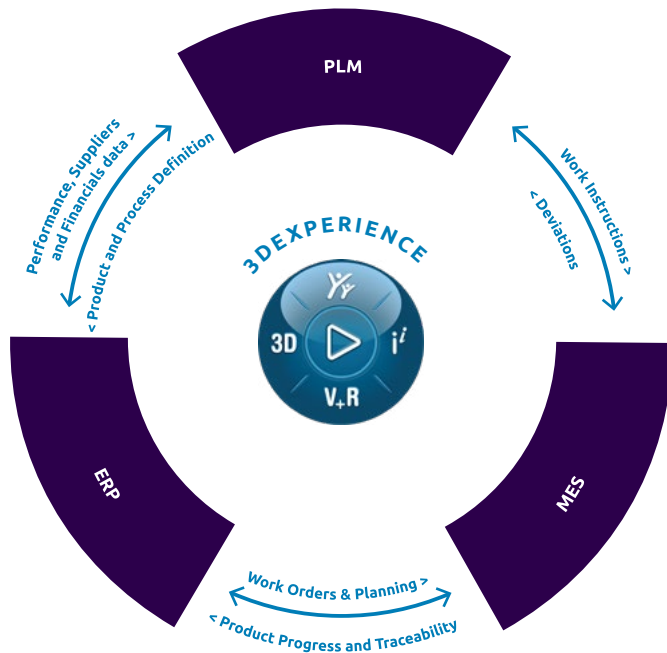 PLM
Performance, Suppliers
and Financials data >
< Product and Process Definition
Work Instructions >
< Deviations
3DEXPERIENCE
3D
i i
V+R
ERP
MES
Work Orders & Planning >
< Product Progress and Traceability